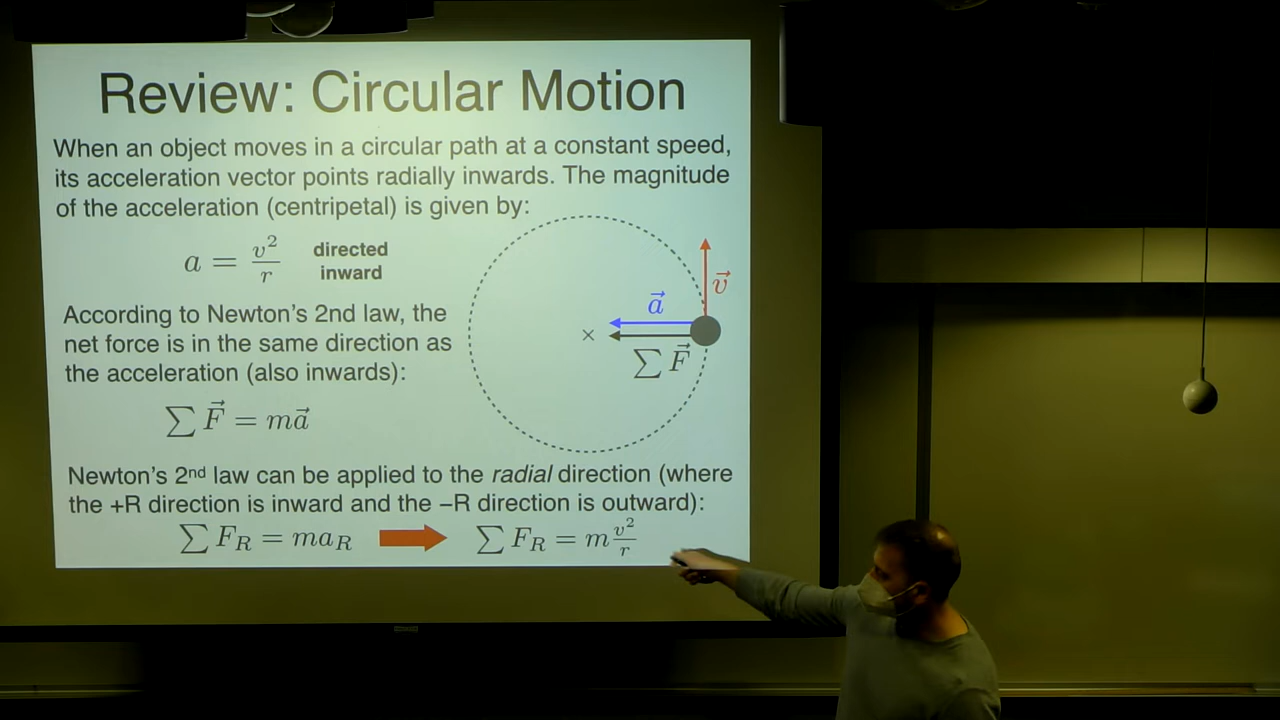 Review: Circular Motion
When an object moves in a circular path at a constant speed,
its acceleration vector points radially inwards. The magnitude
of the acceleration (centripetal) is given by:
a = v²/r directed inward
According to Newton's 2nd law, the
net force is in the same direction as
the acceleration (also inwards):
∑ F⃗ = ma⃗
a⃗
v⃗
×
∑ F⃗
Newton's 2nd law can be applied to the radial direction (where
the +R direction is inward and the −R direction is outward):
∑ F_R = ma_R ∑ F_R = m v²/r